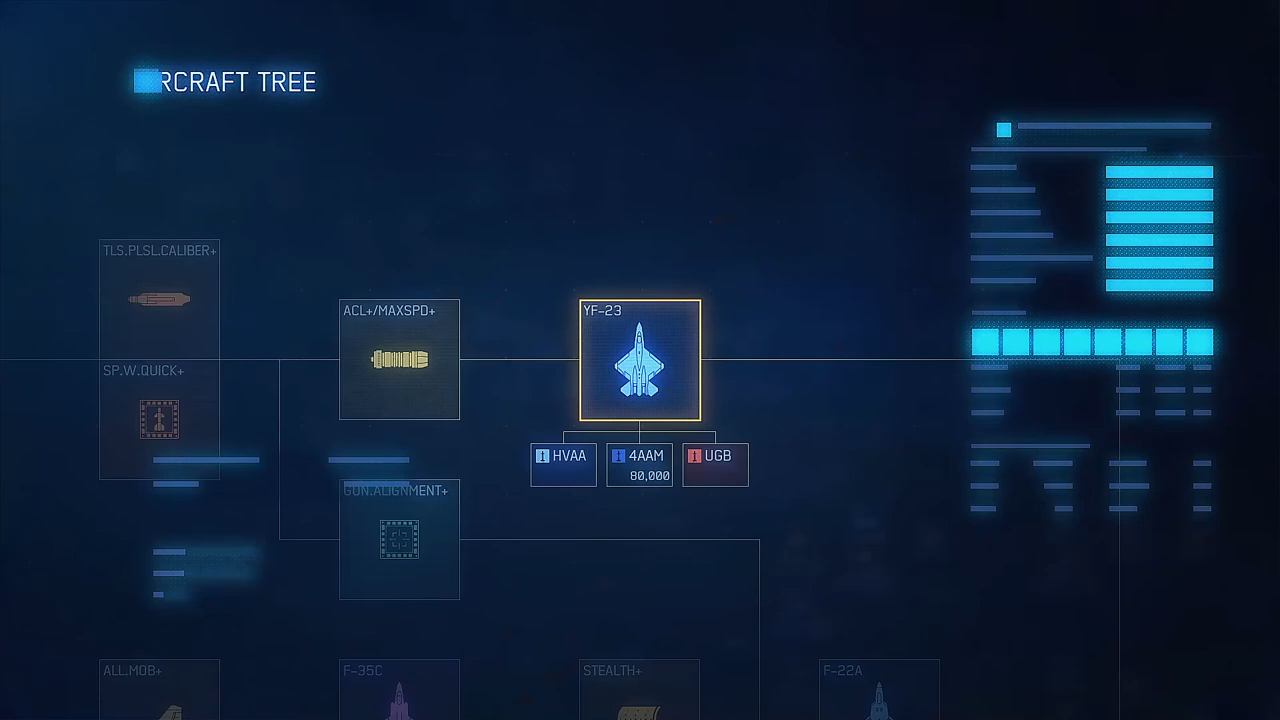 RCRAFT TREE
TLS.PLSL.CALIBER+
ACL+/MAXSPD+
YF-23
SP.W.QUICK+
HVAA
4AAM
UGB
80,000
GUN.ALIGNMENT+
ALL.MOB+
F-35C
STEALTH+
F-22A